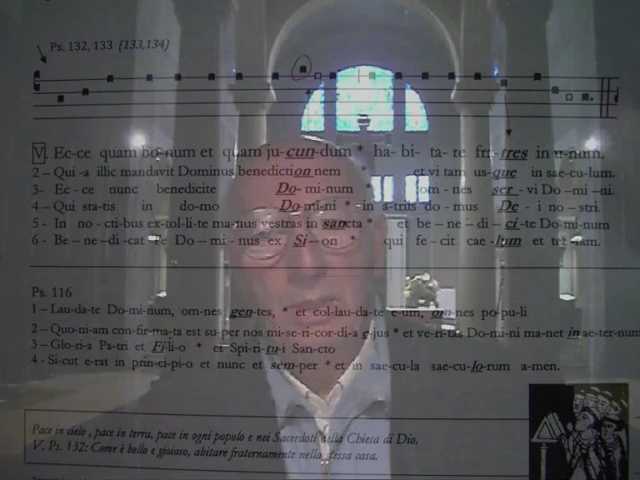 Ps. 132, 133 (133,134)
V. Ec-ce quam bo-num et quam ju-cun-dum * ha-bi-ta-re fra-tres in u-num.
2 – Qui -a illic mandavit Dominus benediction nem et vi tam us-que in sae-cu-lum.
3- Ec - ce nunc benedicite Do- mi-num * om - nes ser - vi Do –mi –ni.
4 – Qui sta-tis in do-mo Do-mi-ni * in a-triis do- mus De - i no – stri.
5 - In no – cti-bus ex-tol-li-te ma-nus vestras in sancta * et be – ne – di – ci-te Do-mi-num
6 - Be – ne –di -cat Te Do – mi - nus ex Si – on * qui fe – cit cae - lum et ter -ram.
Ps. 116
1 – Lau-da-te Do-mi-num, om-nes gen-tes, * et col-lau-da-te e-um, om-nes po-pu-li
2 – Quo-ni-am con-fir-ma-ta est su-per nos mi-se-ri-cor-di-a e-jus * et ve-ri-tas Do-mi-ni ma-net in ae-ter-num
3 – Glo-ri-a Pa-tri et Fi-li-o * et Spi-ri-tu-i San-cto
4 - Si-cut e-rat in prin-ci-pi-o et nunc et sem-per * et in sae-cu-la sae-cu-lo-rum a-men.
Pace in cielo , pace in terra, pace in ogni popolo e nei Sacerdoti della Chiesa di Dio.
V. Ps. 132: Come è bello e gioioso, abitare fraternamente nella stessa casa.